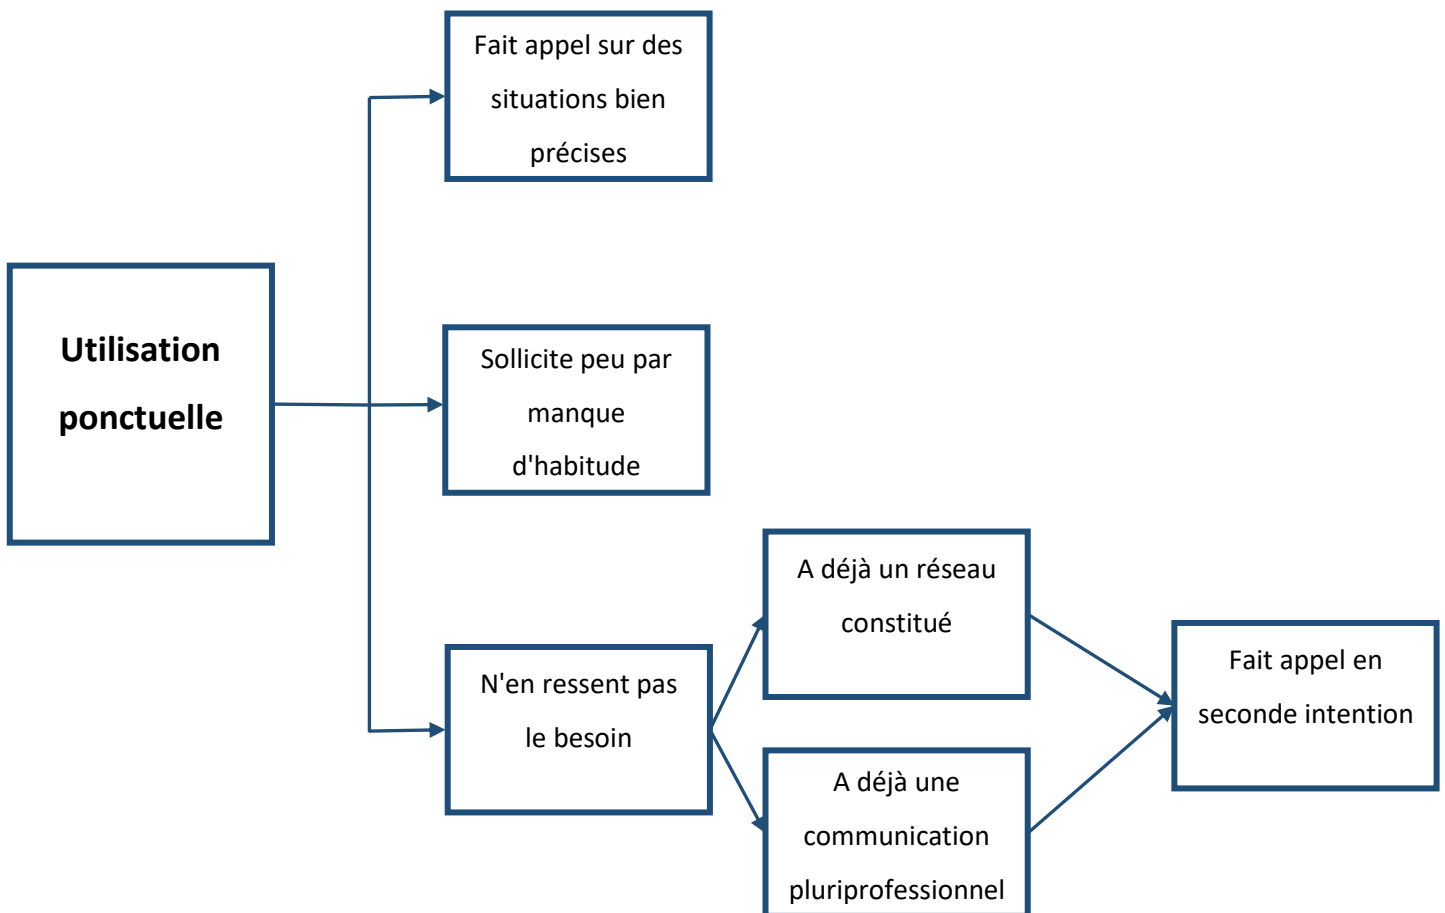 Fait appel sur des
situations bien
précises
Utilisation
ponctuelle
Sollicite peu par
manque
d'habitude
N'en ressent pas
le besoin
A déjà un réseau
constitué
A déjà une
communication
pluriprofessionnel
Fait appel en
seconde intention